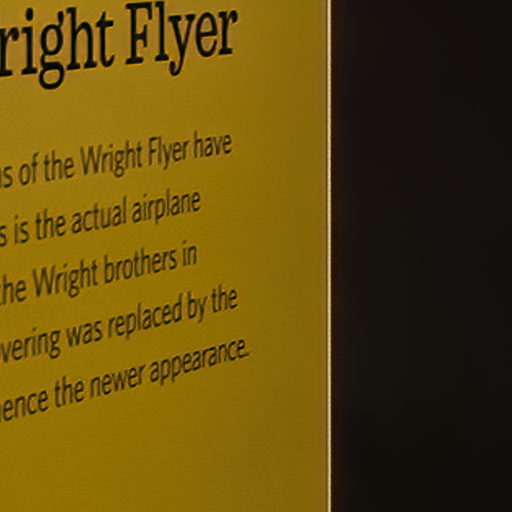 right Flyer
s of the Wright Flyer have
s is the actual airplane
the Wright brothers in
vering was replaced by the
ence the newer appearance.